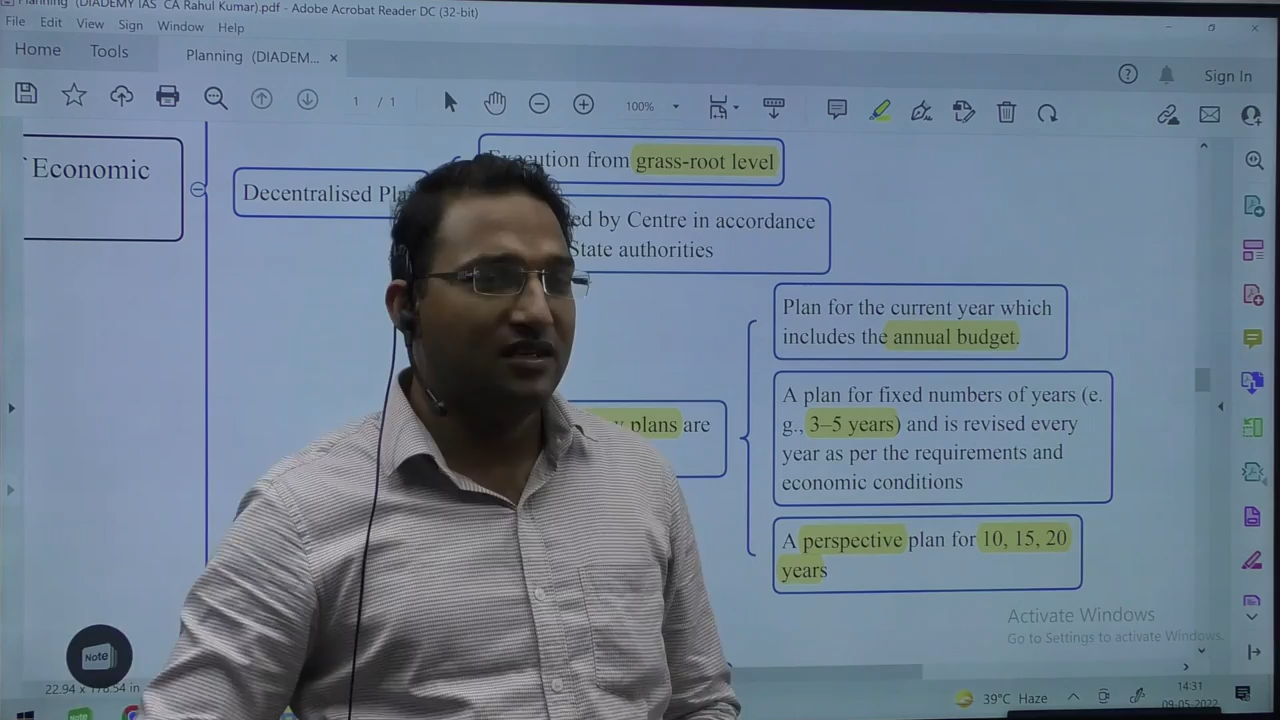 Planning (DIADEMY IAS CA Rahul Kumar).pdf - Adobe Acrobat Reader DC (32-bit)
File Edit View Sign Window Help
Home Tools
Planning (DIADEM... ×
Sign In
1 / 1
100%
Economic
Decentralised
Execution from grass-root level
by Centre in accordance
State authorities
Plan for the current year which
includes the annual budget.
A plan for fixed numbers of years (e.
g., 3–5 years) and is revised every
year as per the requirements and
economic conditions
plans are
A perspective plan for 10, 15, 20
years
Activate Windows
Go to Settings to activate Windows.
Note
39°C Haze
14:31
09-05-2022